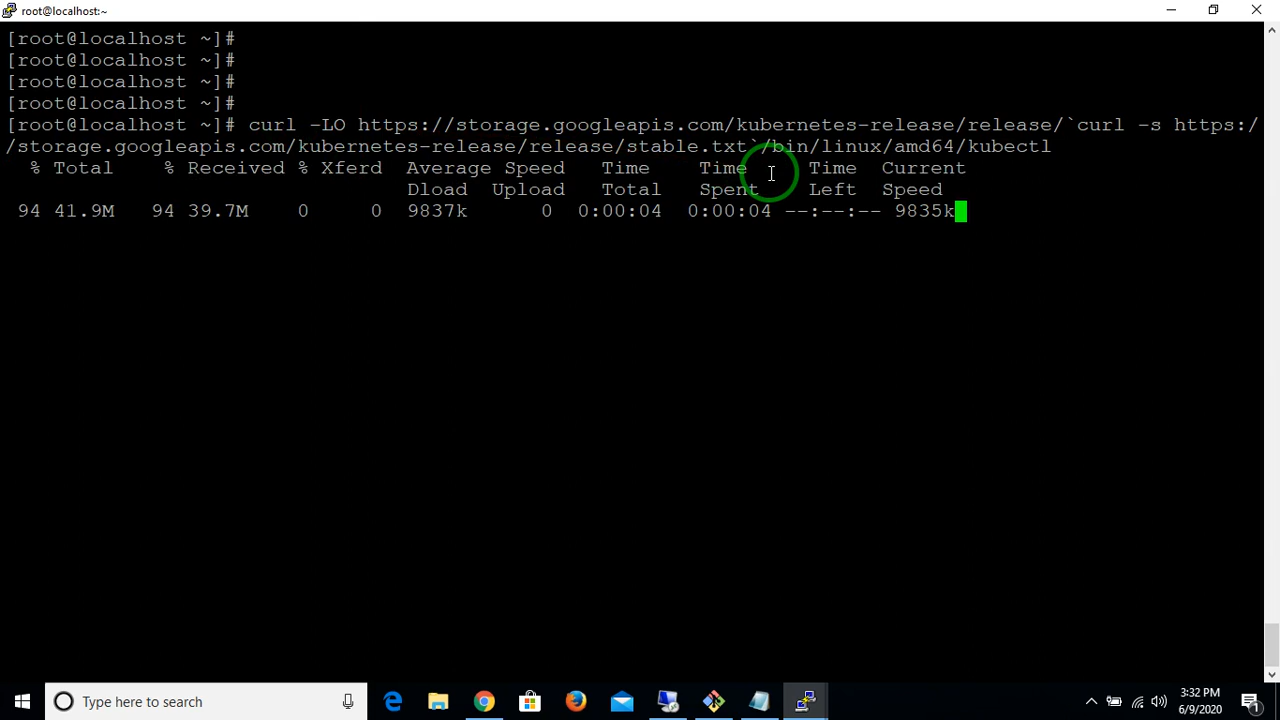 root@localhost:~
[root@localhost ~]#
[root@localhost ~]#
[root@localhost ~]#
[root@localhost ~]#
[root@localhost ~]# curl -LO https://storage.googleapis.com/kubernetes-release/release/`curl -s https:/
/storage.googleapis.com/kubernetes-release/release/stable.txt`/bin/linux/amd64/kubectl
% Total % Received % Xferd Average Speed Time Time Time Current
Dload Upload Total Spent Left Speed
94 41.9M 94 39.7M 0 0 9837k 0 0:00:04 0:00:04 --:--:-- 9835k
Type here to search
3:32 PM
6/9/2020
1